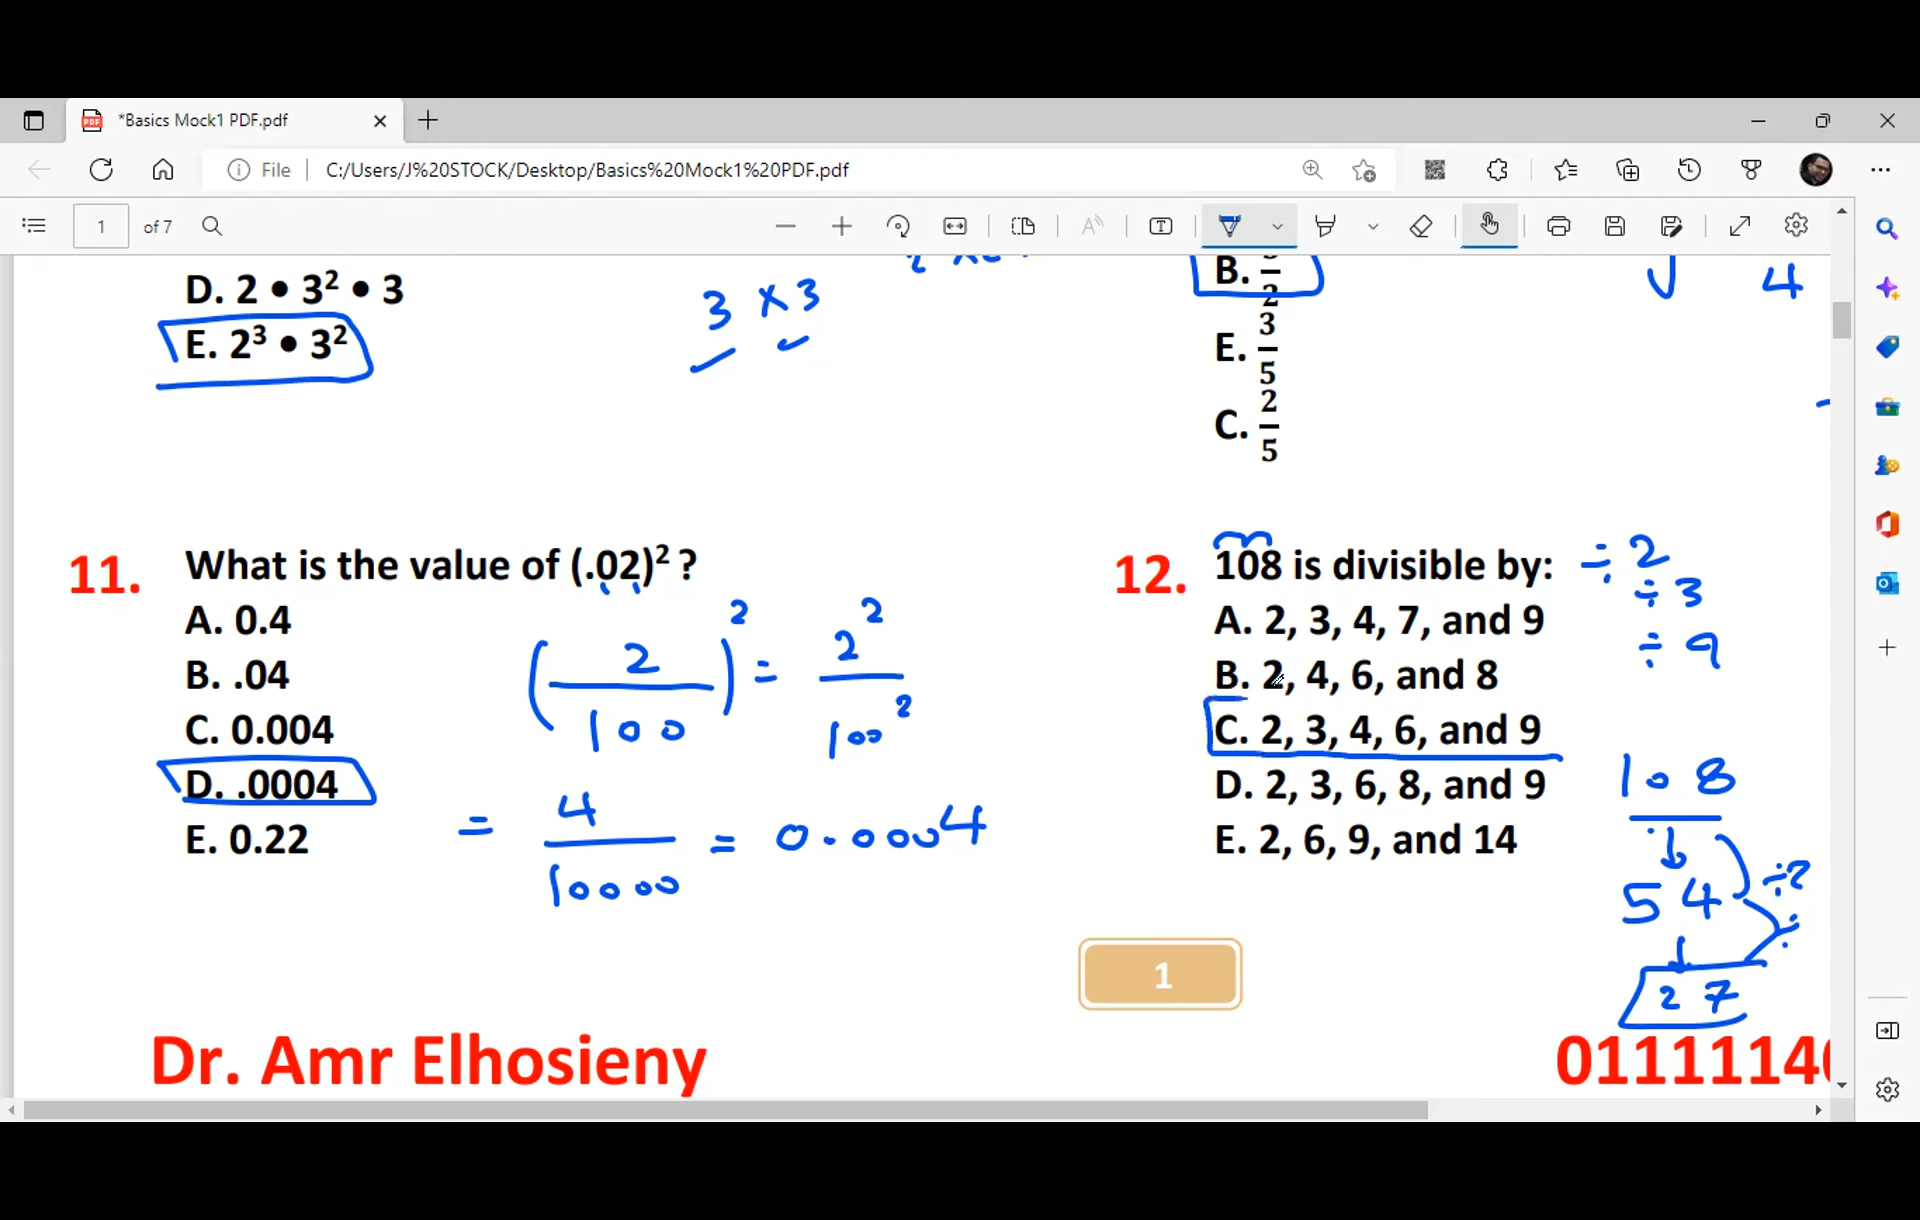 *Basics Mock1 PDF.pdf
File
C:/Users/J%20STOCK/Desktop/Basics%20Mock1%20PDF.pdf
1 of 7
D. 2 • 3² • 3
E. 2³ • 3²
3 × 3
B. 3/2
E. 3/5
C. 2/5
4
11. What is the value of (.02)² ?
A. 0.4
B. .04
C. 0.004
D. .0004
E. 0.22
(2/100)² = 2²/100²
= 4/10000 = 0.0004
12. 108 is divisible by:
A. 2, 3, 4, 7, and 9
B. 2, 4, 6, and 8
C. 2, 3, 4, 6, and 9
D. 2, 3, 6, 8, and 9
E. 2, 6, 9, and 14
÷ 2
÷ 3
÷ 9
108
54
÷2
÷
27
1
Dr. Amr Elhosieny
0111114